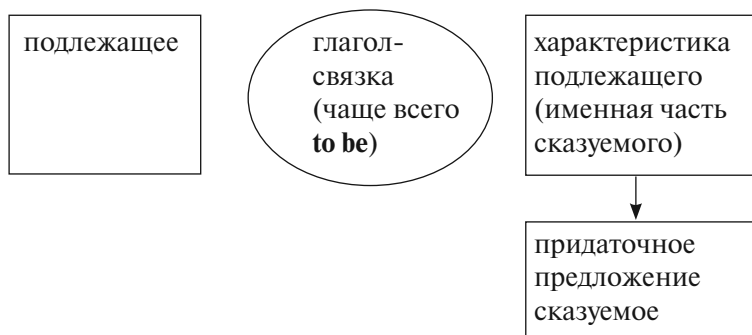 подлежащее
глагол-
связка
(чаще всего
to be)
характеристика
подлежащего
(именная часть
сказуемого)
придаточное
предложение
сказуемое